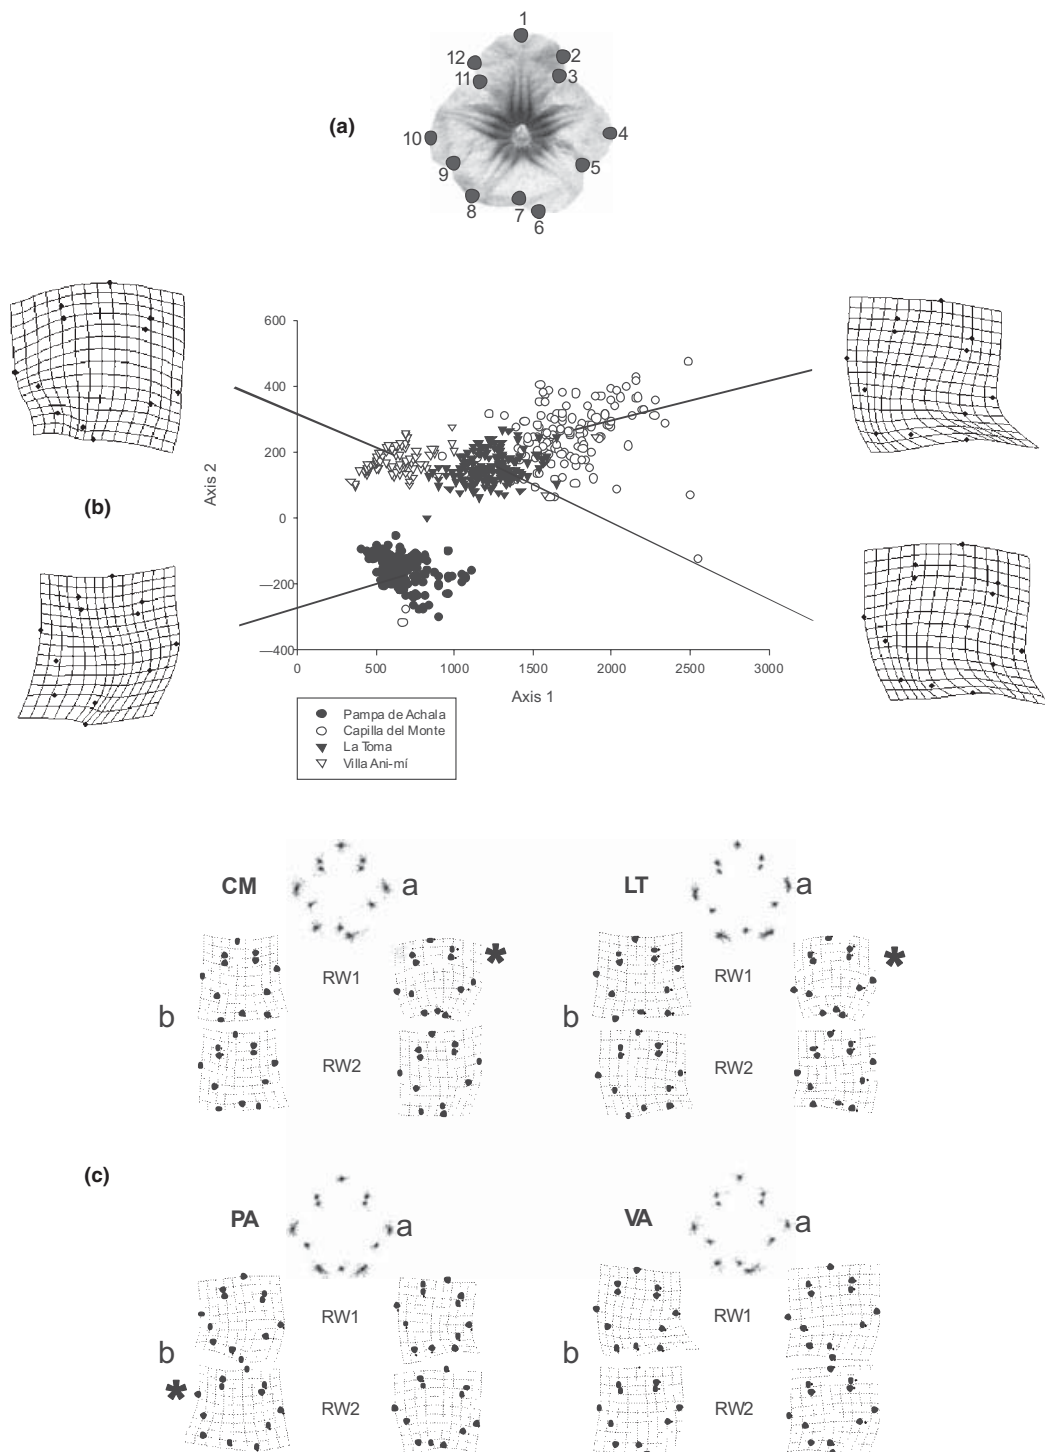 1
12
2
11
3
(a)
10
4
9
5
8
7
6
600
400
200
0
—200
—400
Axis 2
(b)
0 500 1000 1500 2000 2500 3000
Axis 1
Pampa de Achala
Capilla del Monte
La Toma
Villa Ani-mí
CM a LT a
RW1 * RW1 *
b b
RW2 RW2
(c)
PA a VA a
RW1 RW1
b b
* RW2 RW2